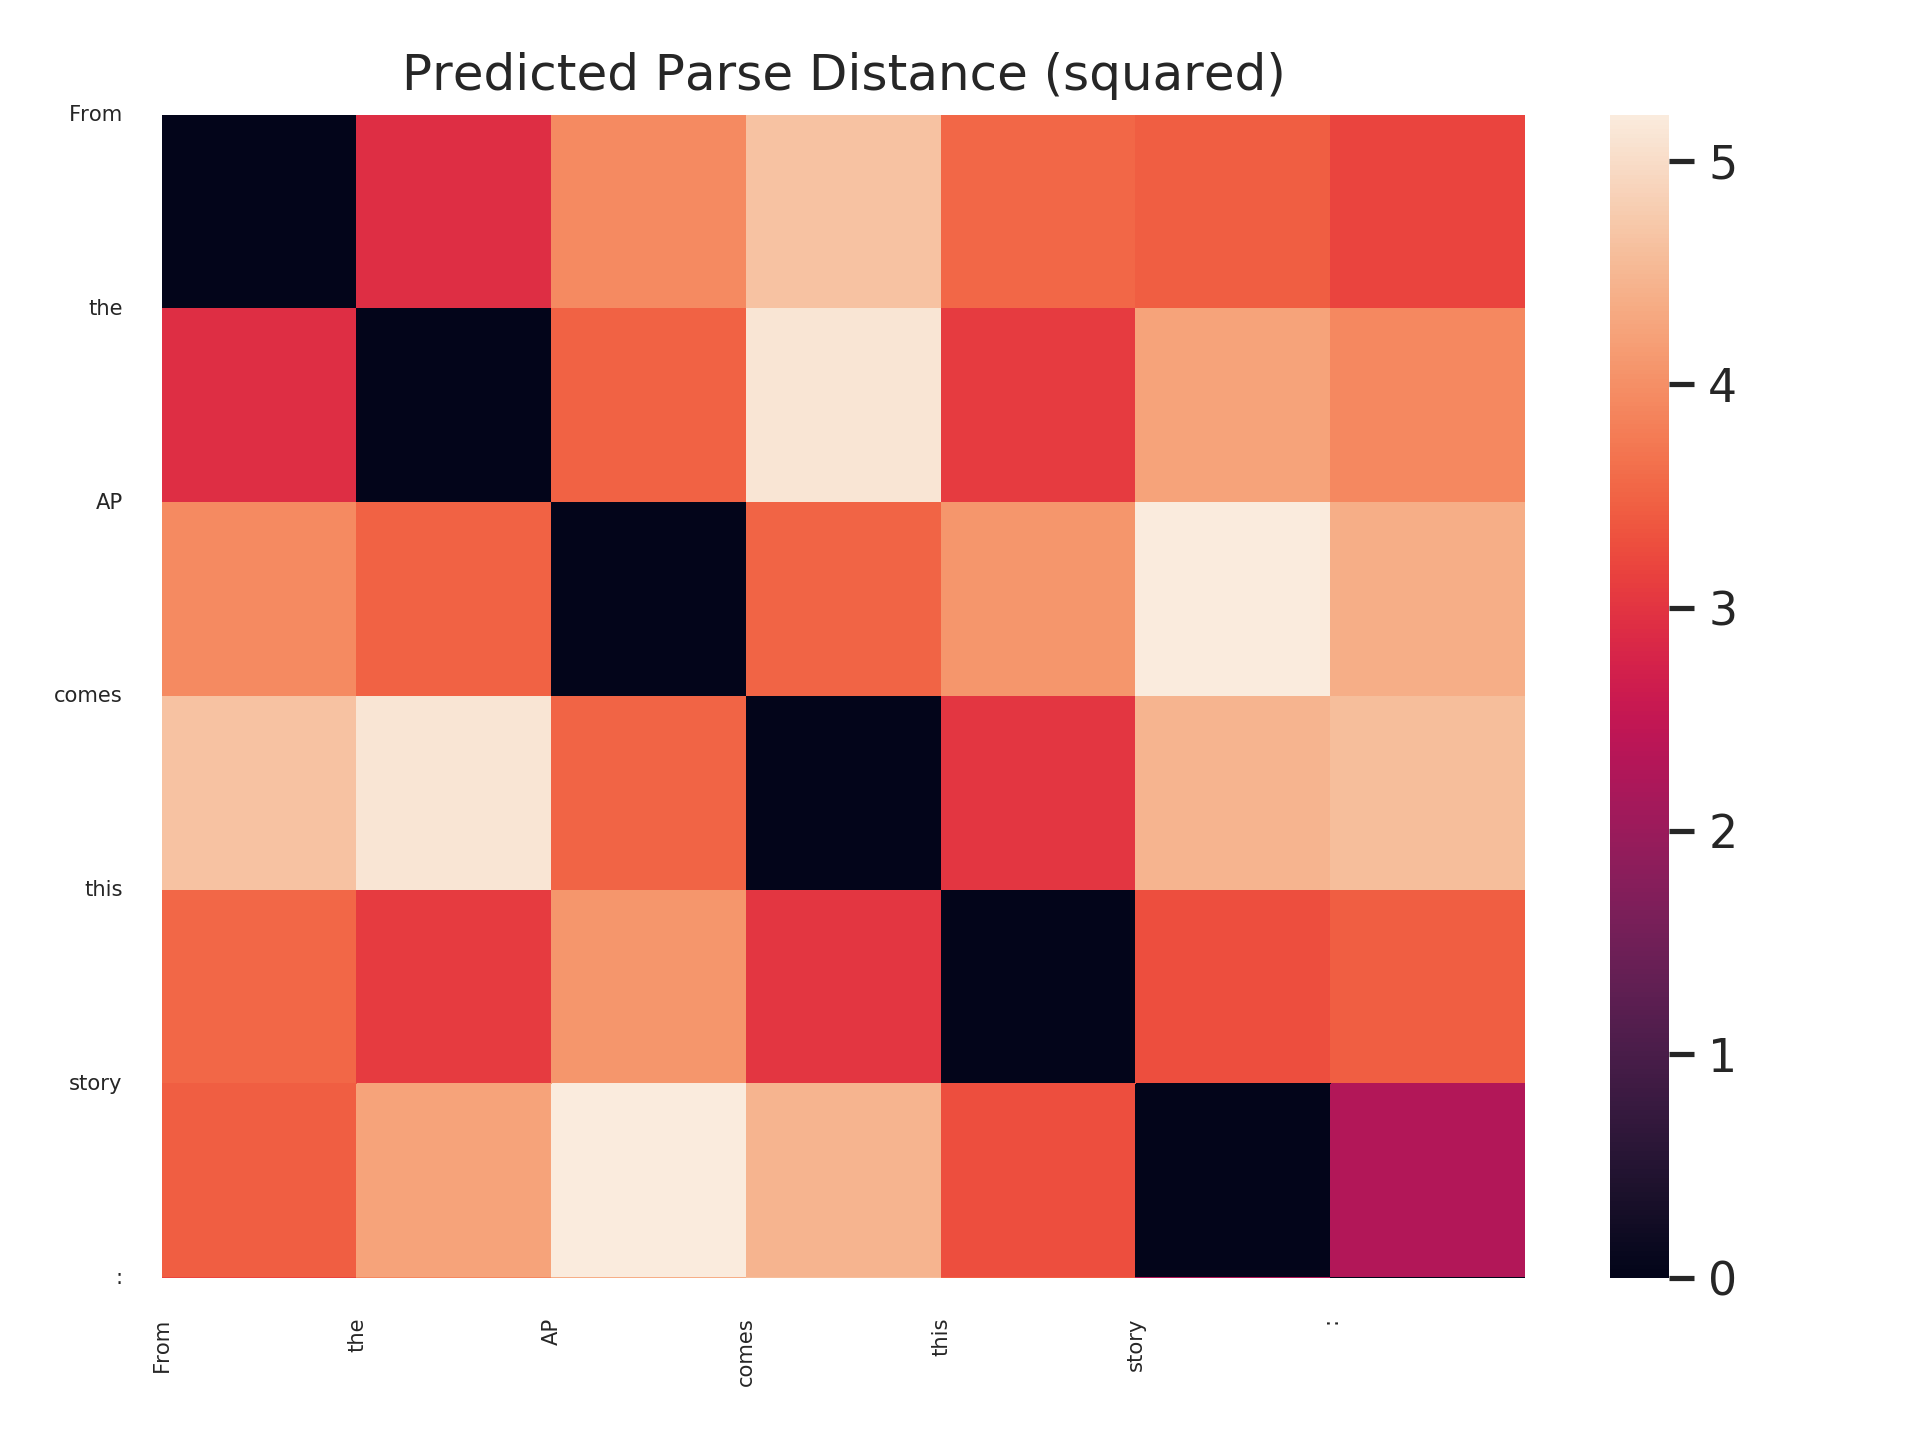 Predicted Parse Distance (squared)
From
the
AP
comes
this
story
:
From
the
AP
comes
this
story
:
5
4
3
2
1
0